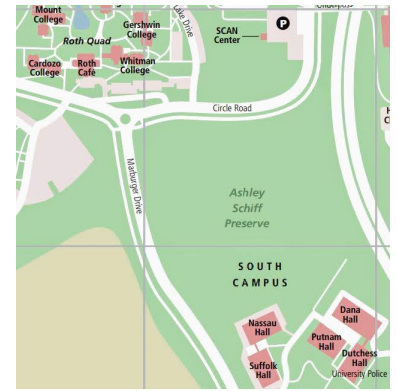 Mount
College
Gershwin
College
Lake Drive
SCAN
Center
P
Roth Quad
Cardozo
College
Roth
Café
Whitman
College
Circle Road
Marburger Drive
Ashley
Schiff
Preserve
SOUTH
CAMPUS
Nassau
Hall
Suffolk
Hall
Dana
Hall
Putnam
Hall
Dutchess
Hall
University Police